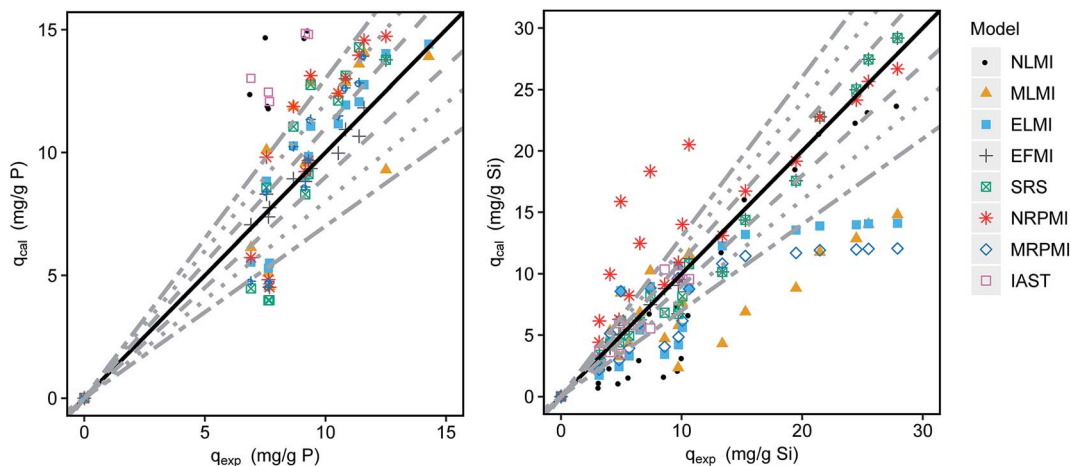 15
10
5
0
q_cal (mg/g P)
0
5
10
15
q_exp (mg/g P)
30
25
20
15
10
5
0
q_cal (mg/g Si)
0
10
20
30
q_exp (mg/g Si)
Model
NLMI
MLMI
ELMI
EFMI
SRS
NRPMI
MRPMI
IAST